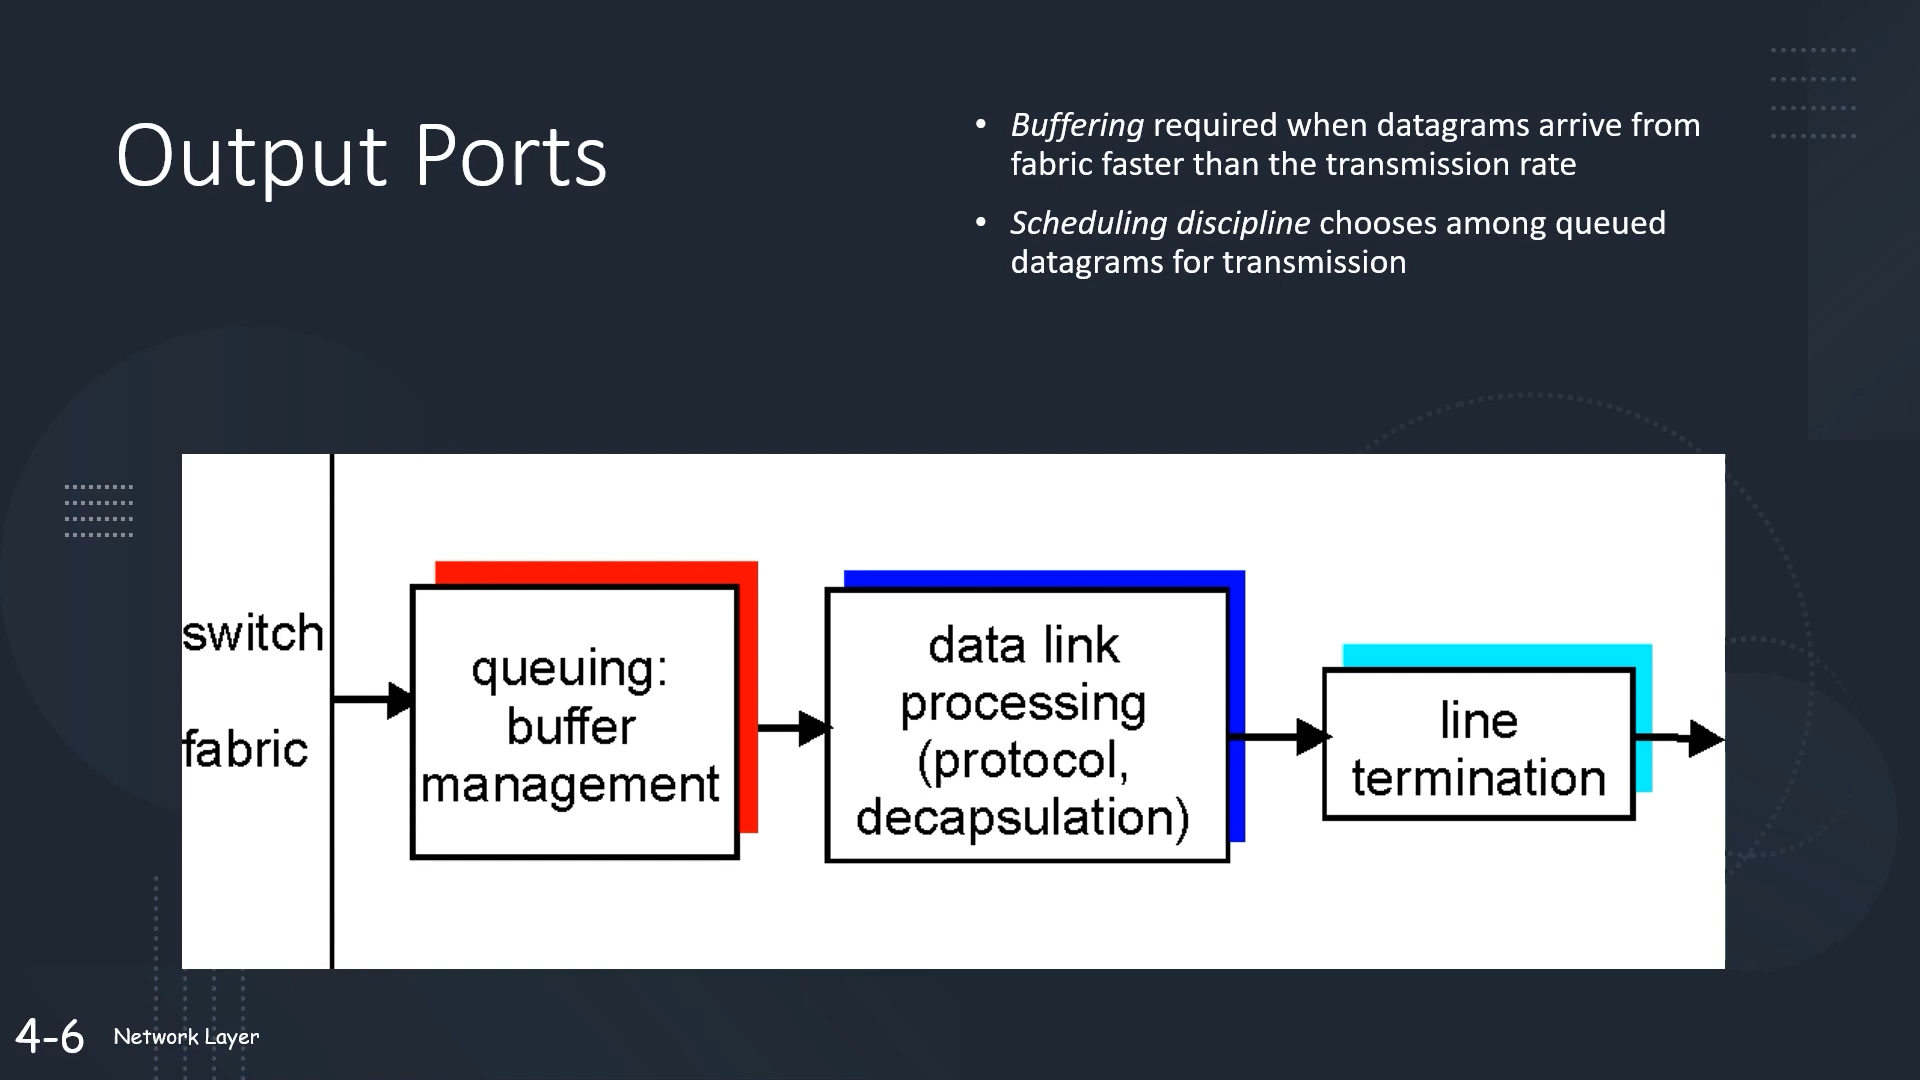 Output Ports
• Buffering required when datagrams arrive from
fabric faster than the transmission rate
• Scheduling discipline chooses among queued
datagrams for transmission
switch
fabric
queuing:
buffer
management
data link
processing
(protocol,
decapsulation)
line
termination
4-6 Network Layer